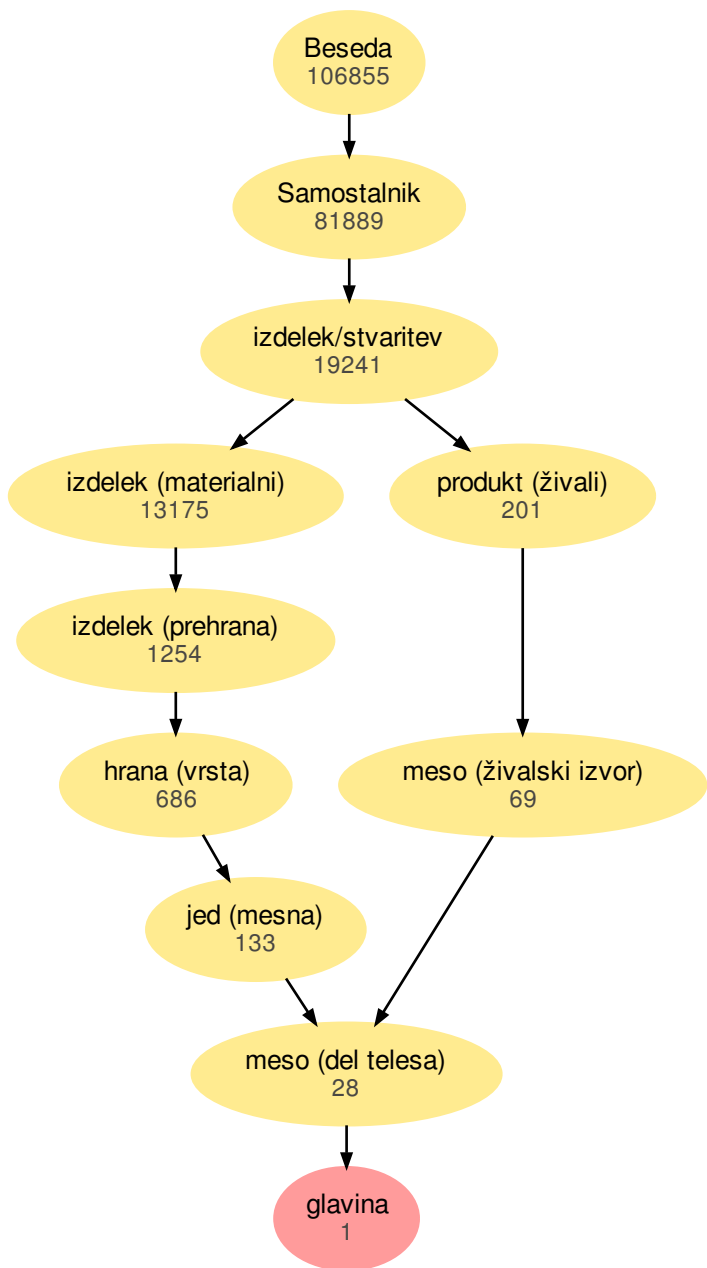 Beseda
106855
Samostalnik
81889
izdelek/stvaritev
19241
izdelek (materialni)
13175
produkt (živali)
201
izdelek (prehrana)
1254
hrana (vrsta)
686
meso (živalski izvor)
69
jed (mesna)
133
meso (del telesa)
28
glavina
1